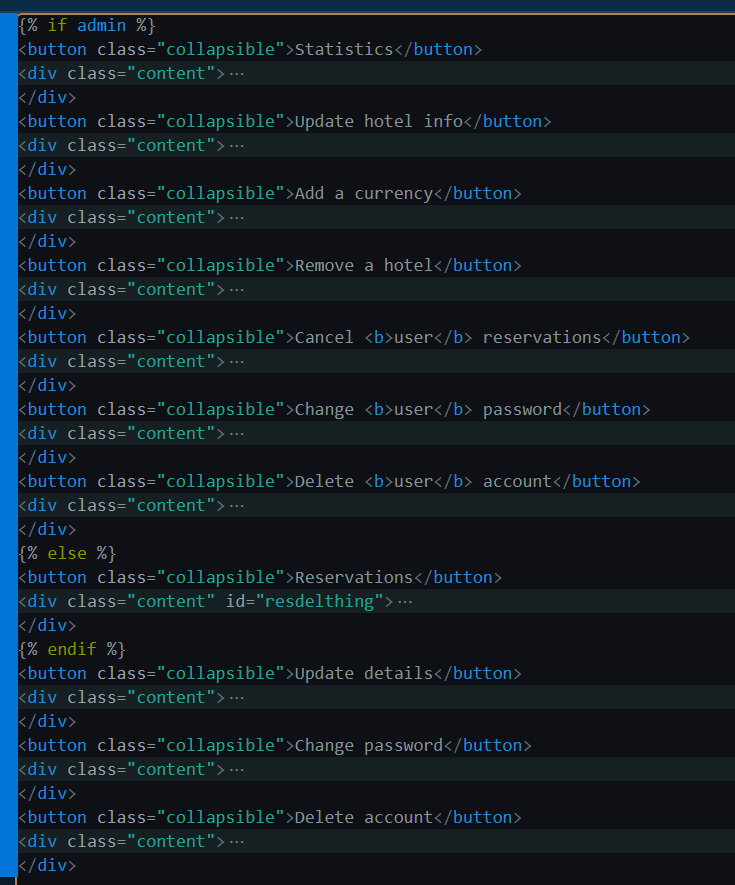 {% if admin %}
<button class="collapsible">Statistics</button>
<div class="content">···
</div>
<button class="collapsible">Update hotel info</button>
<div class="content">···
</div>
<button class="collapsible">Add a currency</button>
<div class="content">···
</div>
<button class="collapsible">Remove a hotel</button>
<div class="content">···
</div>
<button class="collapsible">Cancel <b>user</b> reservations</button>
<div class="content">···
</div>
<button class="collapsible">Change <b>user</b> password</button>
<div class="content">···
</div>
<button class="collapsible">Delete <b>user</b> account</button>
<div class="content">···
</div>
{% else %}
<button class="collapsible">Reservations</button>
<div class="content" id="resdelthing">···
</div>
{% endif %}
<button class="collapsible">Update details</button>
<div class="content">···
</div>
<button class="collapsible">Change password</button>
<div class="content">···
</div>
<button class="collapsible">Delete account</button>
<div class="content">···
</div>